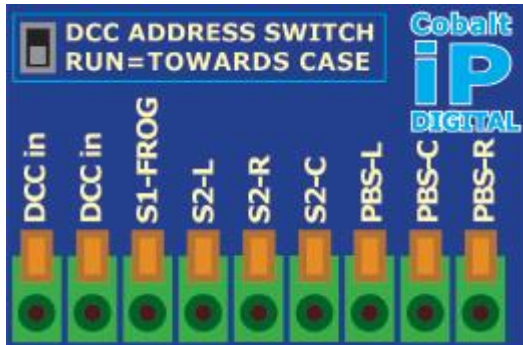 DCC ADDRESS SWITCH
RUN=TOWARDS CASE
Cobalt
iP
DIGITAL
DCC in
DCC in
S1-FROG
S2-L
S2-R
S2-C
PBS-L
PBS-C
PBS-R